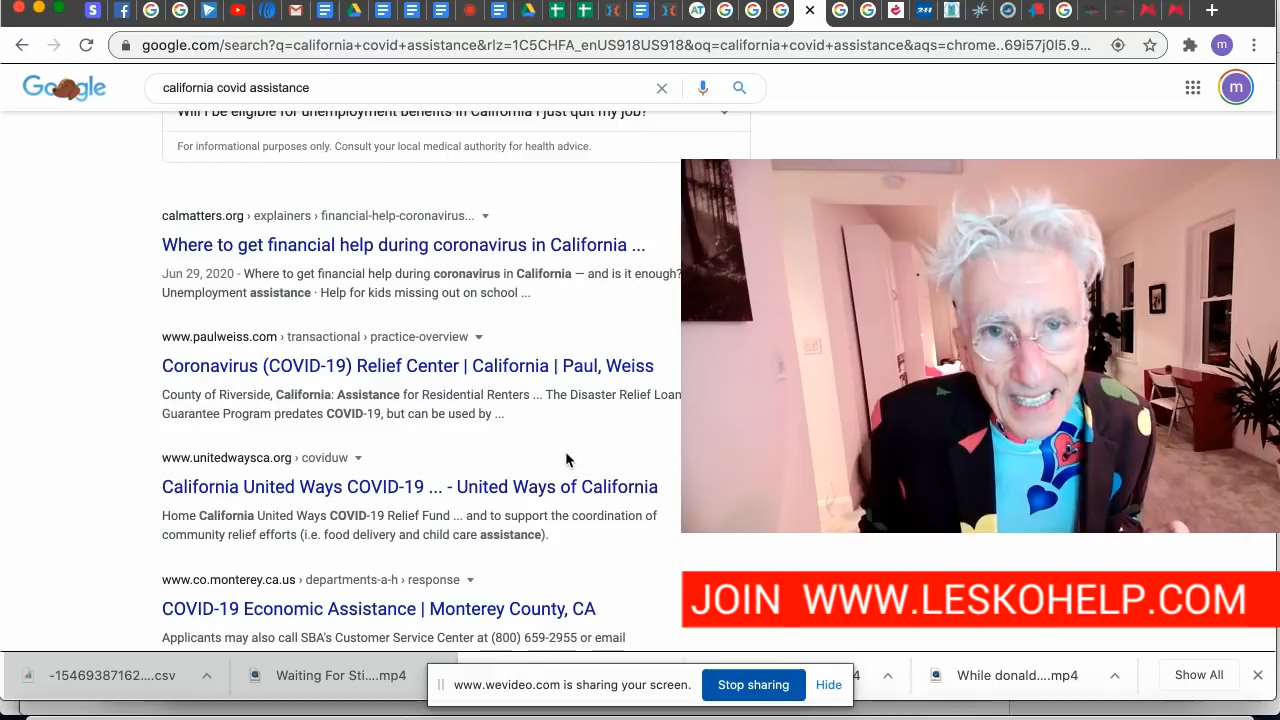 google.com/search?q=california+covid+assistance&rlz=1C5CHFA_enUS918US918&oq=california+covid+assistance&aqs=chrome..69i57j0l5.9...
m
Google
california covid assistance
m
Will I be eligible for unemployment benefits in California I just quit my job?
For informational purposes only. Consult your local medical authority for health advice.
calmatters.org › explainers › financial-help-coronavirus...
Where to get financial help during coronavirus in California ...
Jun 29, 2020 - Where to get financial help during coronavirus in California — and is it enough?
Unemployment assistance · Help for kids missing out on school ...
www.paulweiss.com › transactional › practice-overview
Coronavirus (COVID-19) Relief Center | California | Paul, Weiss
County of Riverside, California: Assistance for Residential Renters ... The Disaster Relief Loan
Guarantee Program predates COVID-19, but can be used by ...
www.unitedwaysca.org › coviduw
California United Ways COVID-19 ... - United Ways of California
Home California United Ways COVID-19 Relief Fund ... and to support the coordination of
community relief efforts (i.e. food delivery and child care assistance).
www.co.monterey.ca.us › departments-a-h › response
COVID-19 Economic Assistance | Monterey County, CA
Applicants may also call SBA's Customer Service Center at (800) 659-2955 or email
JOIN WWW.LESKOHELP.COM
-15469387162....csv
Waiting For Sti....mp4
www.wevideo.com is sharing your screen.
Stop sharing
Hide
4
While donald....mp4
Show All